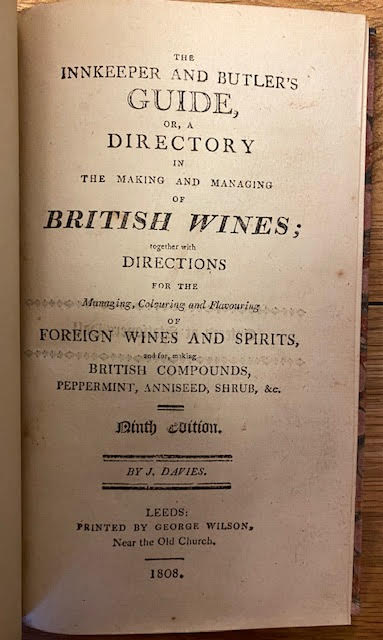 THE
INNKEEPER AND BUTLER'S
GUIDE,
OR, A
DIRECTORY
IN
THE MAKING AND MANAGING
OF
BRITISH WINES;
together with
DIRECTIONS
FOR THE
Managing, Colouring and Flavouring
OF
FOREIGN WINES AND SPIRITS,
and for, making
BRITISH COMPOUNDS,
PEPPERMINT, ANNISEED, SHRUB, &c.
Ninth Edition.
BY J. DAVIES.
LEEDS:
PRINTED BY GEORGE WILSON,
Near the Old Church.
1808.